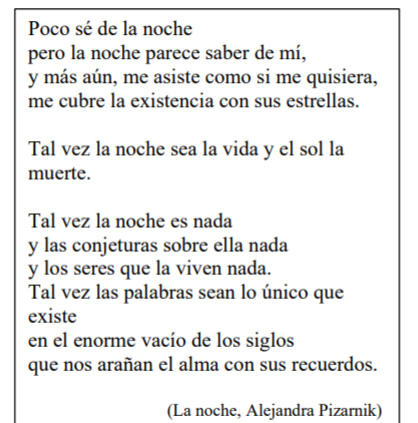 Poco sé de la noche
pero la noche parece saber de mí,
y más aún, me asiste como si me quisiera,
me cubre la existencia con sus estrellas.
Tal vez la noche sea la vida y el sol la
muerte.
Tal vez la noche es nada
y las conjeturas sobre ella nada
y los seres que la viven nada.
Tal vez las palabras sean lo único que
existe
en el enorme vacío de los siglos
que nos arañan el alma con sus recuerdos.
(La noche, Alejandra Pizarnik)